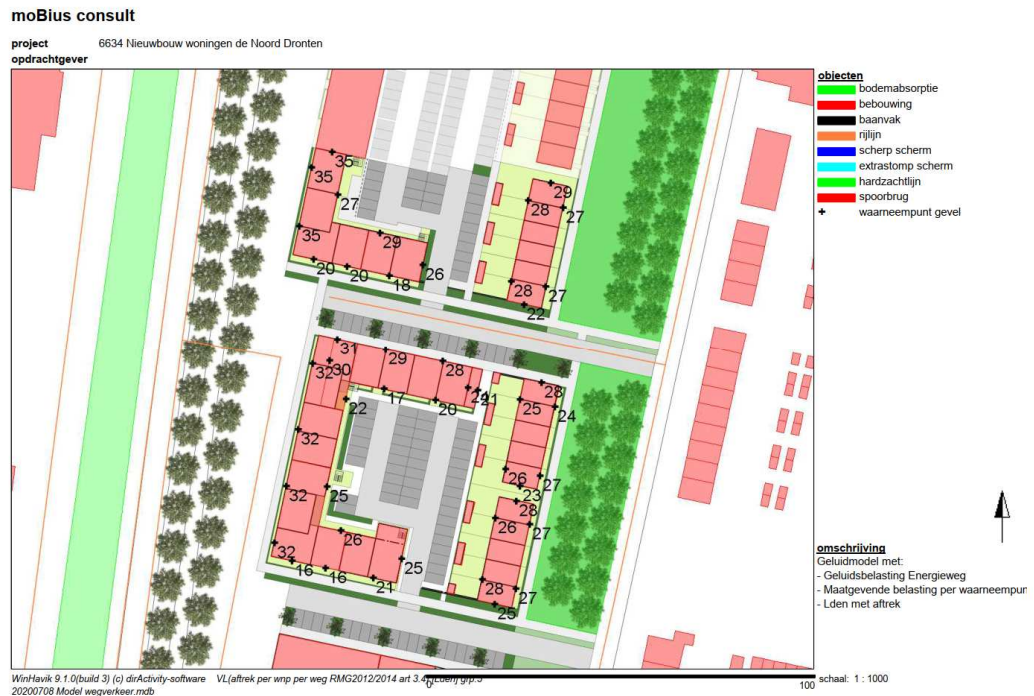 moBius consult
project 6634 Nieuwbouw woningen de Noord Dronten
opdrachtgever
objecten
bodemabsorptie
bebouwing
baanvak
rijlijn
scherp scherm
extrastomp scherm
hardzachtlijn
spoorbrug
waarneempunt gevel
35
35
27
29
28
27
35
29
20
20
18
26
28
27
22
31
29
28
32
30
28
22
17
20
24
21
25
24
32
26
27
32
25
23
28
26
27
32
26
25
16
16
21
28
27
25
omschrijving
Geluidmodel met:
- Geluidsbelasting Energieweg
- Maatgevende belasting per waarneempun
- Lden met aftrek
0
100
schaal: 1 : 1000
WinHavik 9.1.0(build 3) (c) dirActivity-software VL(aftrek per wnp per weg RMG2012/2014 art 3.4)
20200708 Model wegverkeer.mdb